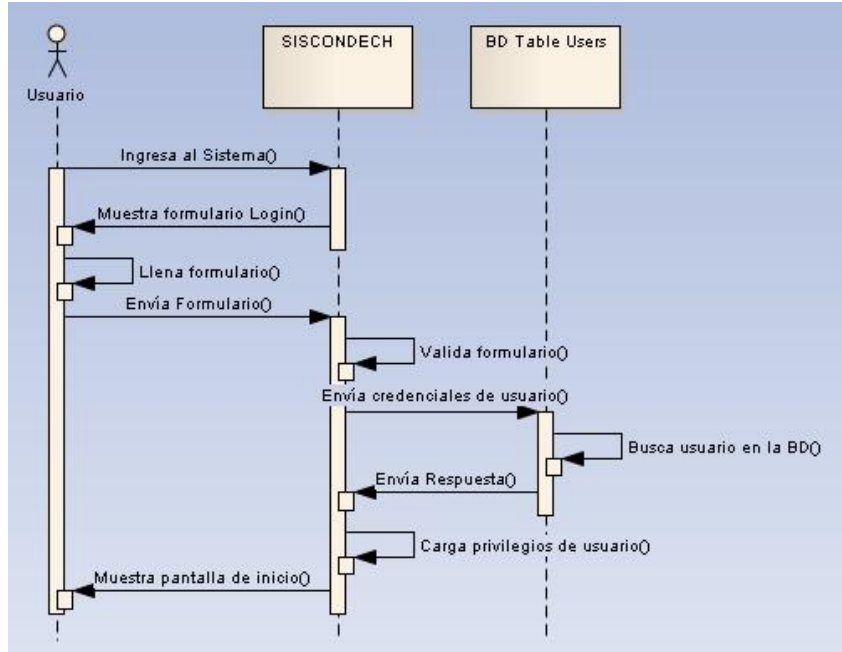 SISCONDECH
BD Table Users
Usuario
Ingresa al Sistema()
Muestra formulario Login()
Llena formulario()
Envía Formulario()
Valida formulario()
Envía credenciales de usuario()
Busca usuario en la BD()
Envía Respuesta()
Carga privilegios de usuario()
Muestra pantalla de inicio()